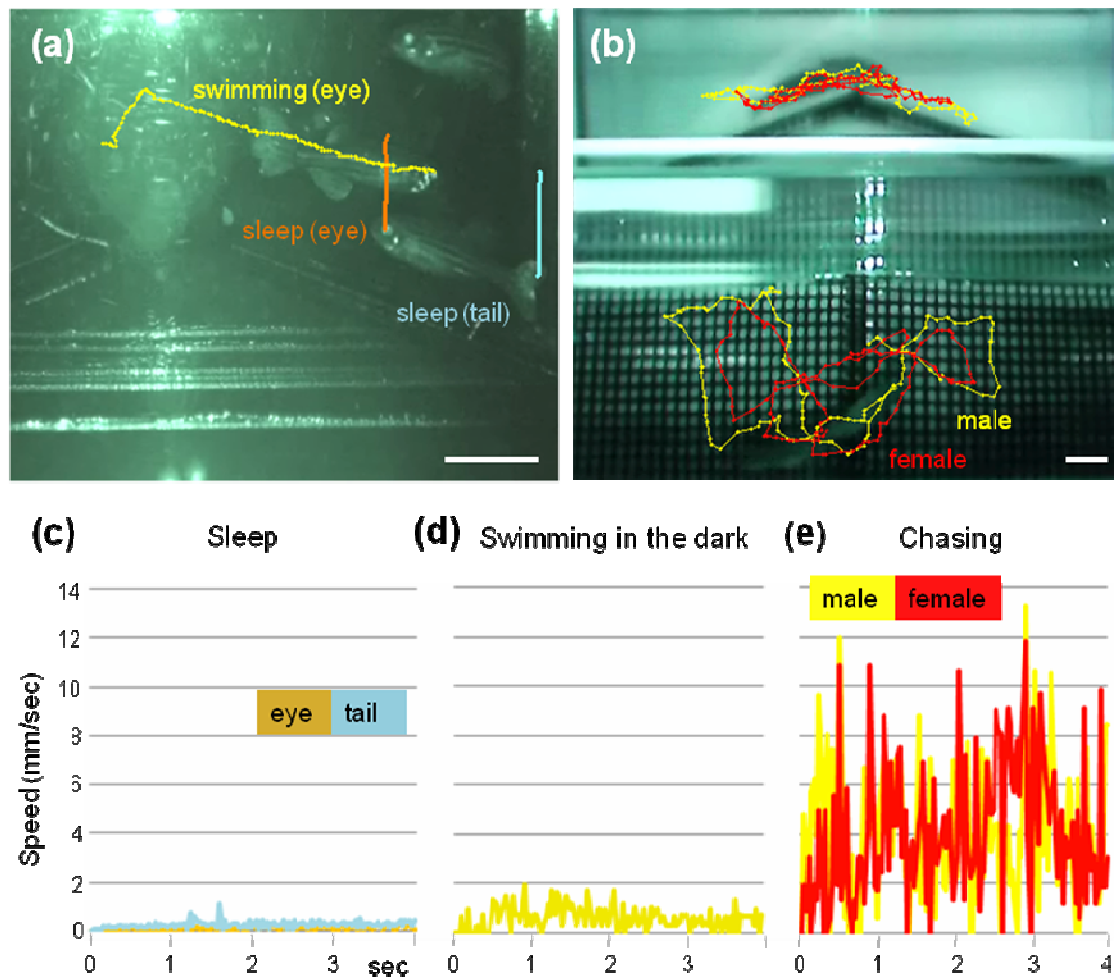 (a)
swimming (eye)
sleep (eye)
sleep (tail)
(b)
male
female
(c)
Sleep
(d)
Swimming in the dark
(e)
Chasing
Speed (mm/sec)
14
12
10
8
6
4
2
0
eye tail
0 1 2 3 sec
0 1 2 3
male female
0 1 2 3 4